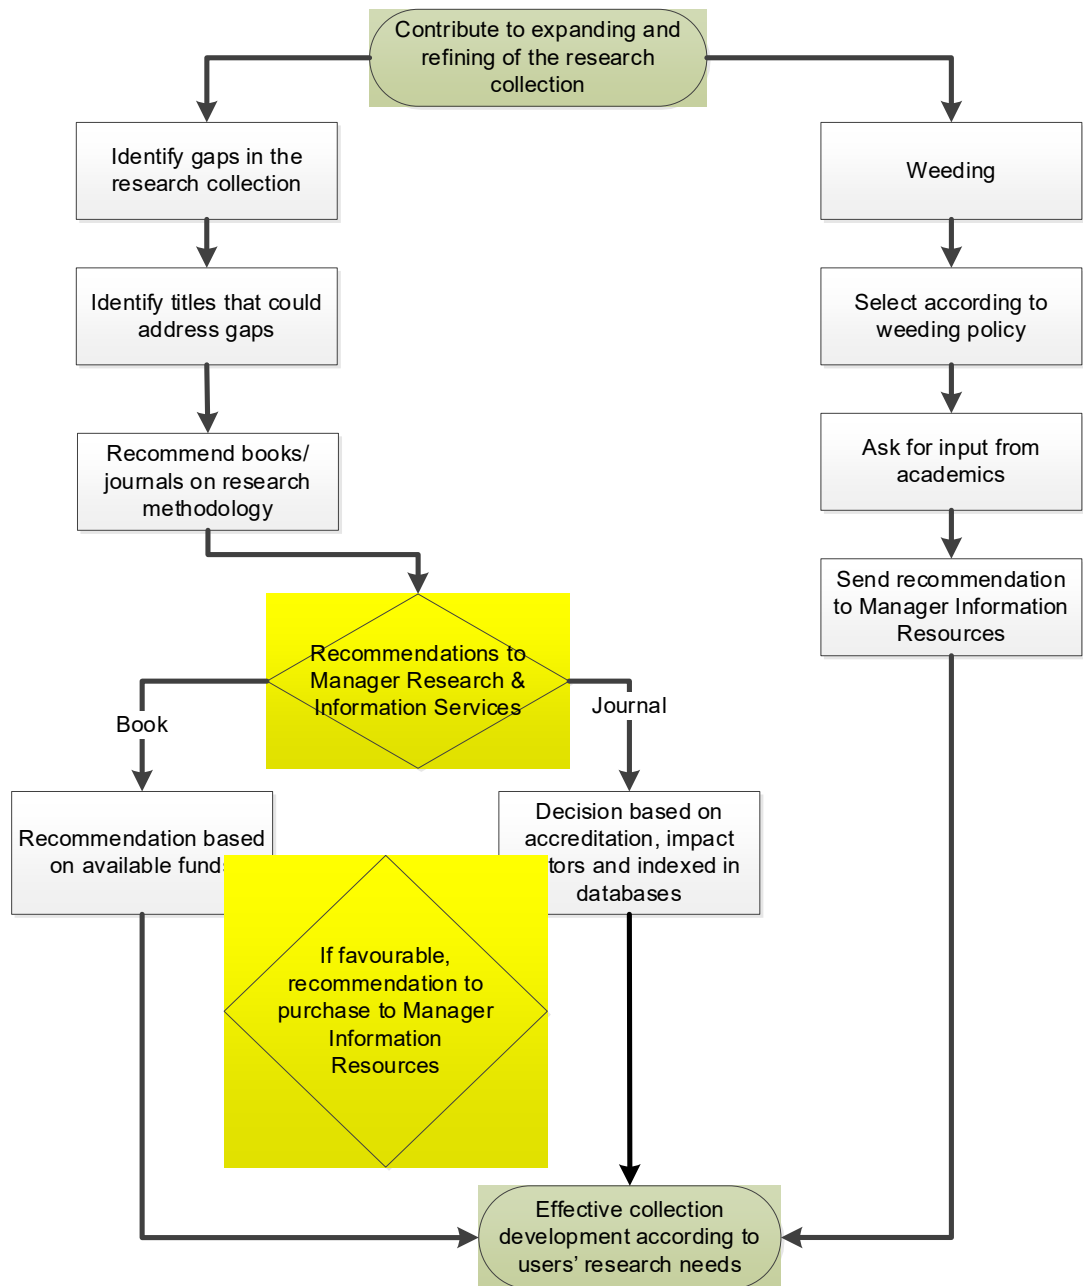 Contribute to expanding and
refining of the research
collection
Identify gaps in the
research collection
Weeding
Identify titles that could
address gaps
Select according to
weeding policy
Recommend books/
journals on research
methodology
Ask for input from
academics
Send recommendation
to Manager Information
Resources
Recommendations to
Manager Research &
Information Services
Book
Journal
Recommendation based
on available funds
Decision based on
accreditation, impact
and indexed in
databases
If favourable,
recommendation to
purchase to Manager
Information
Resources
Effective collection
development according to
users’ research needs